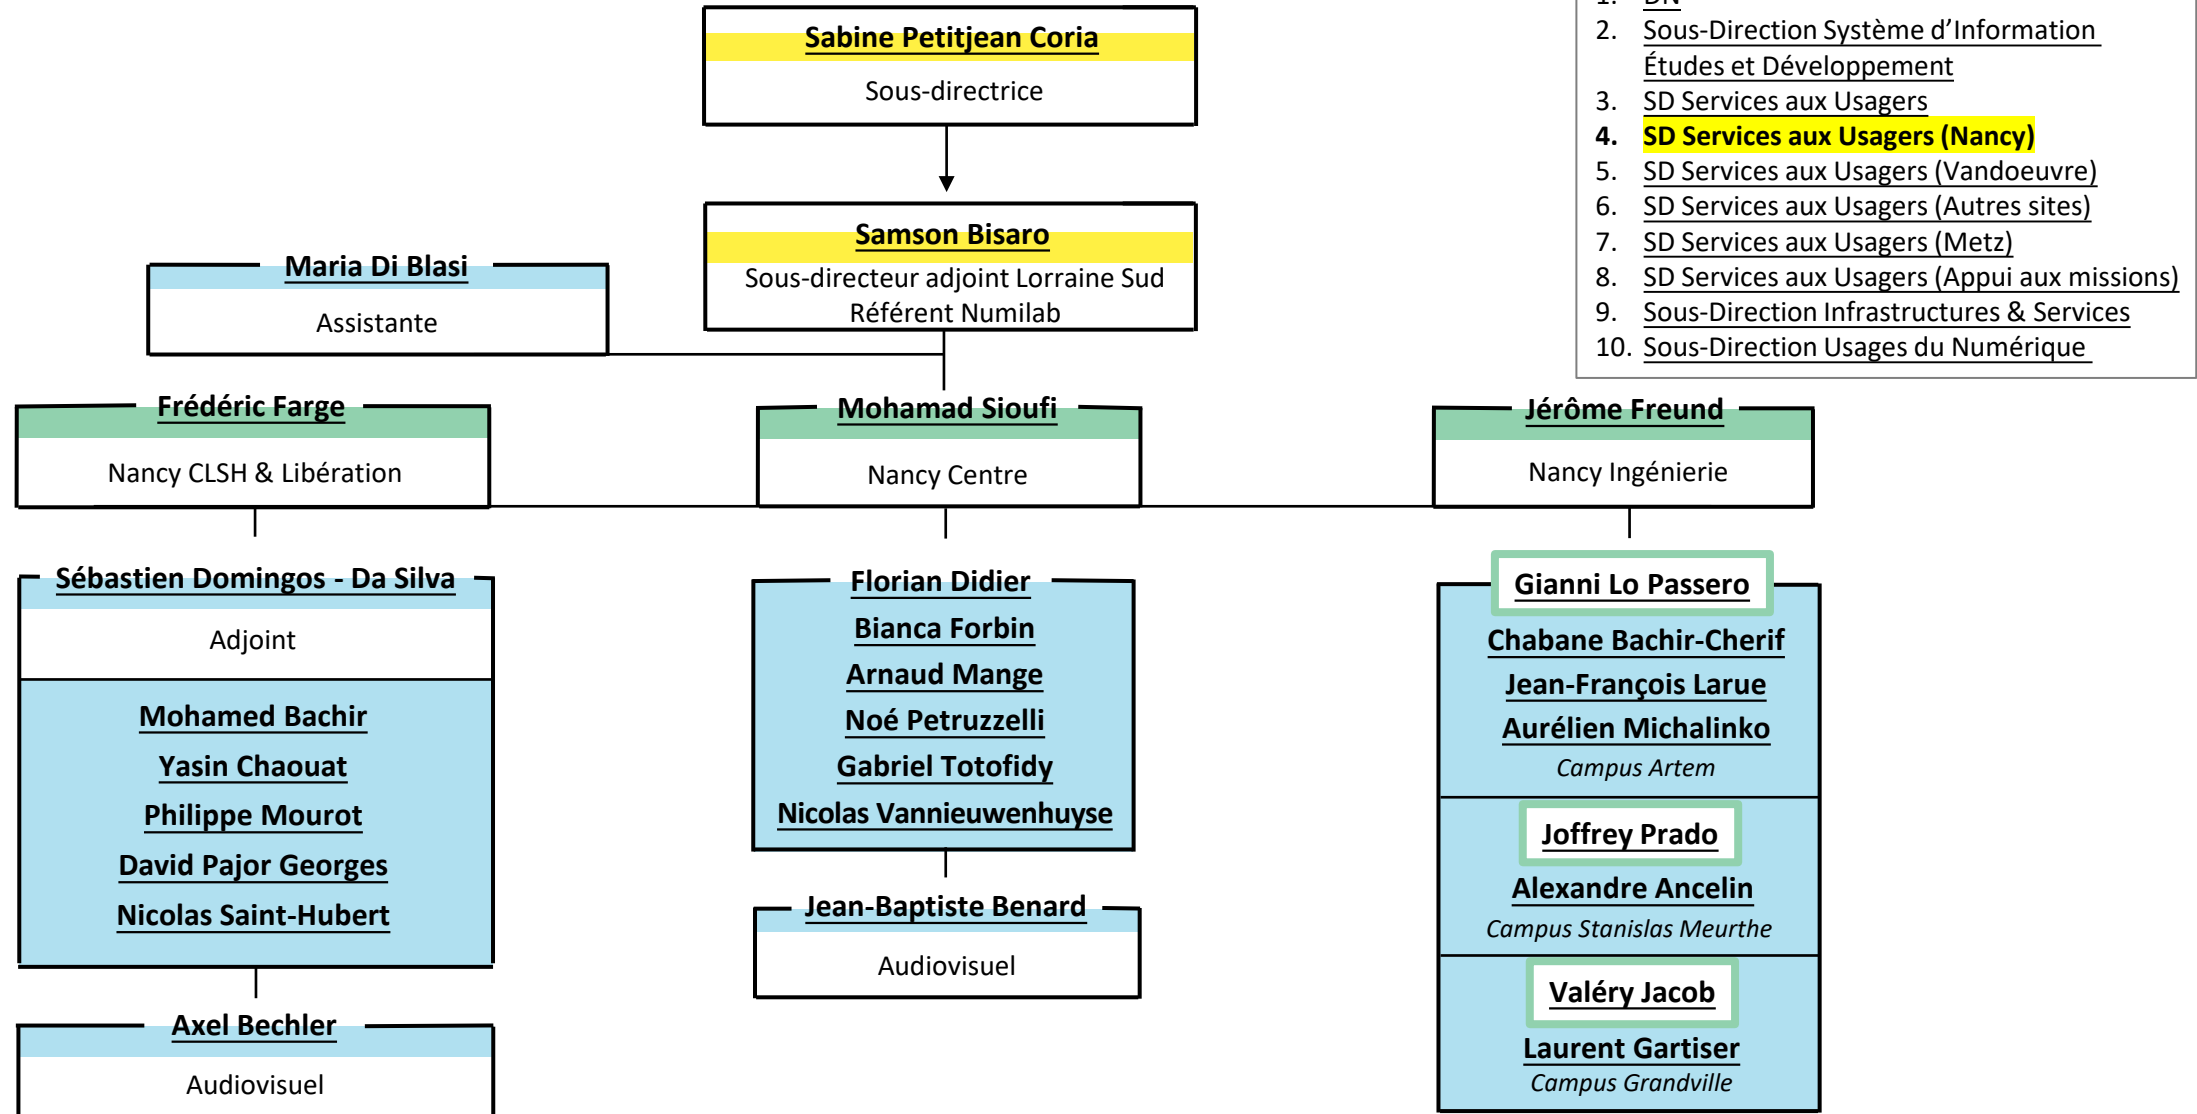 Sabine Petitjean Coria
Sous-directrice
1. DN
2. Sous-Direction Système d’Information
Études et Développement
3. SD Services aux Usagers
4. SD Services aux Usagers (Nancy)
5. SD Services aux Usagers (Vandoeuvre)
6. SD Services aux Usagers (Autres sites)
7. SD Services aux Usagers (Metz)
8. SD Services aux Usagers (Appui aux missions)
9. Sous-Direction Infrastructures & Services
10. Sous-Direction Usages du Numérique
Samson Bisaro
Sous-directeur adjoint Lorraine Sud
Référent Numilab
Maria Di Blasi
Assistante
Frédéric Farge
Nancy CLSH & Libération
Mohamad Sioufi
Nancy Centre
Jérôme Freund
Nancy Ingénierie
Sébastien Domingos - Da Silva
Adjoint
Mohamed Bachir
Yasin Chaouat
Philippe Mourot
David Pajor Georges
Nicolas Saint-Hubert
Axel Bechler
Audiovisuel
Florian Didier
Bianca Forbin
Arnaud Mange
Noé Petruzzelli
Gabriel Totofidy
Nicolas Vannieuwenhuyse
Jean-Baptiste Benard
Audiovisuel
Gianni Lo Passero
Chabane Bachir-Cherif
Jean-François Larue
Aurélien Michalinko
Campus Artem
Joffrey Prado
Alexandre Ancelin
Campus Stanislas Meurthe
Valéry Jacob
Laurent Gartiser
Campus Grandville